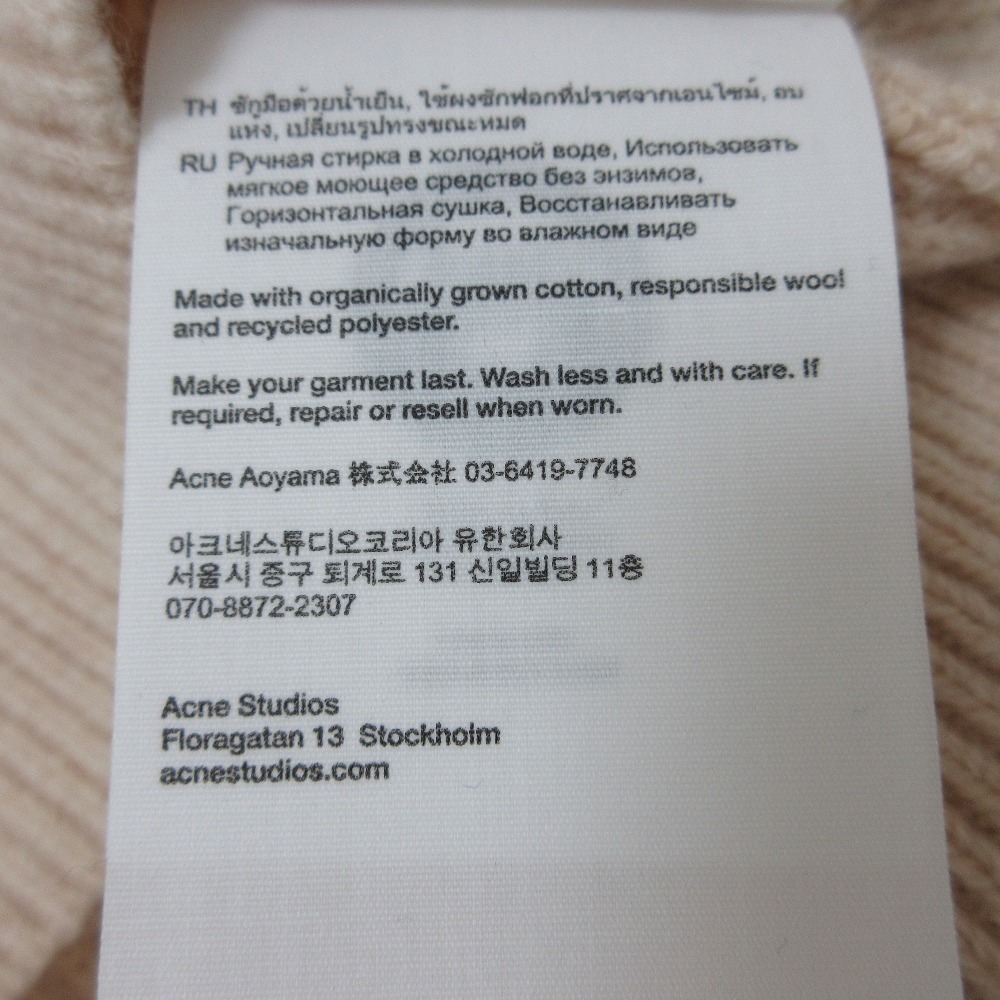 TH ซักมือด้วยน้ำเย็น, ใช้ผงซักฟอกที่ปราศจากเอนไซม์, อบ
แห้ง, เปลี่ยนรูปทรงขณะหมด
RU Ручная стирка в холодной воде, Использовать
мягкое моющее средство без энзимов,
Горизонтальная сушка, Восстанавливать
изначальную форму во влажном виде
Made with organically grown cotton, responsible wool
and recycled polyester.
Make your garment last. Wash less and with care. If
required, repair or resell when worn.
Acne Aoyama 株式会社 03-6419-7748
아크네스튜디오코리아 유한회사
서울시 중구 퇴계로 131 신일빌딩 11층
070-8872-2307
Acne Studios
Floragatan 13 Stockholm
acnestudios.com